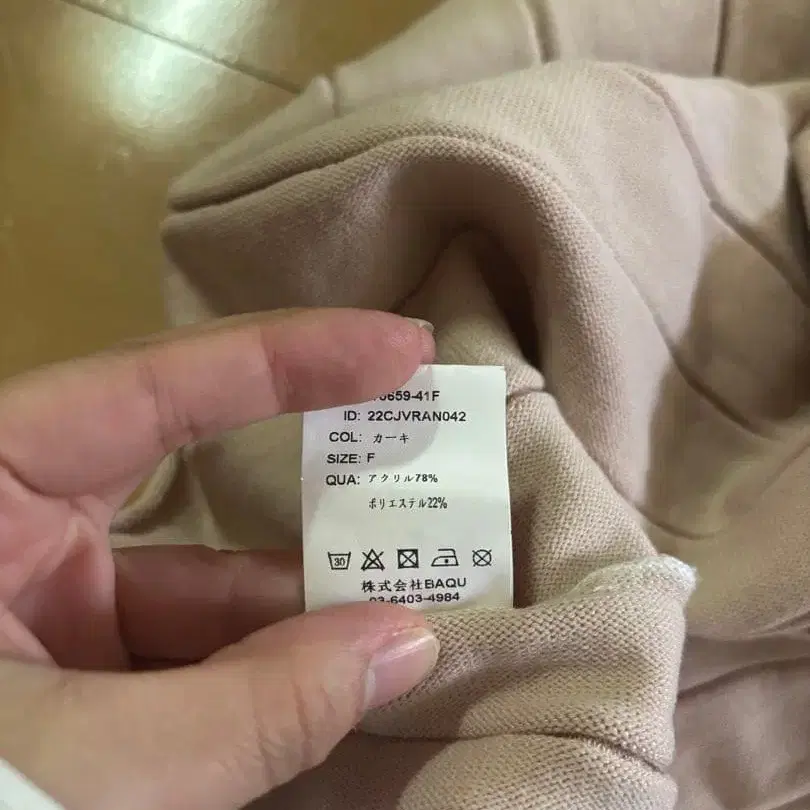 0659-41F
ID: 22CJVRAN042
COL: カーキ
SIZE: F
QUA: アクリル78%
ポリエステル22%
30
株式会社BAQU
03-6403-4984